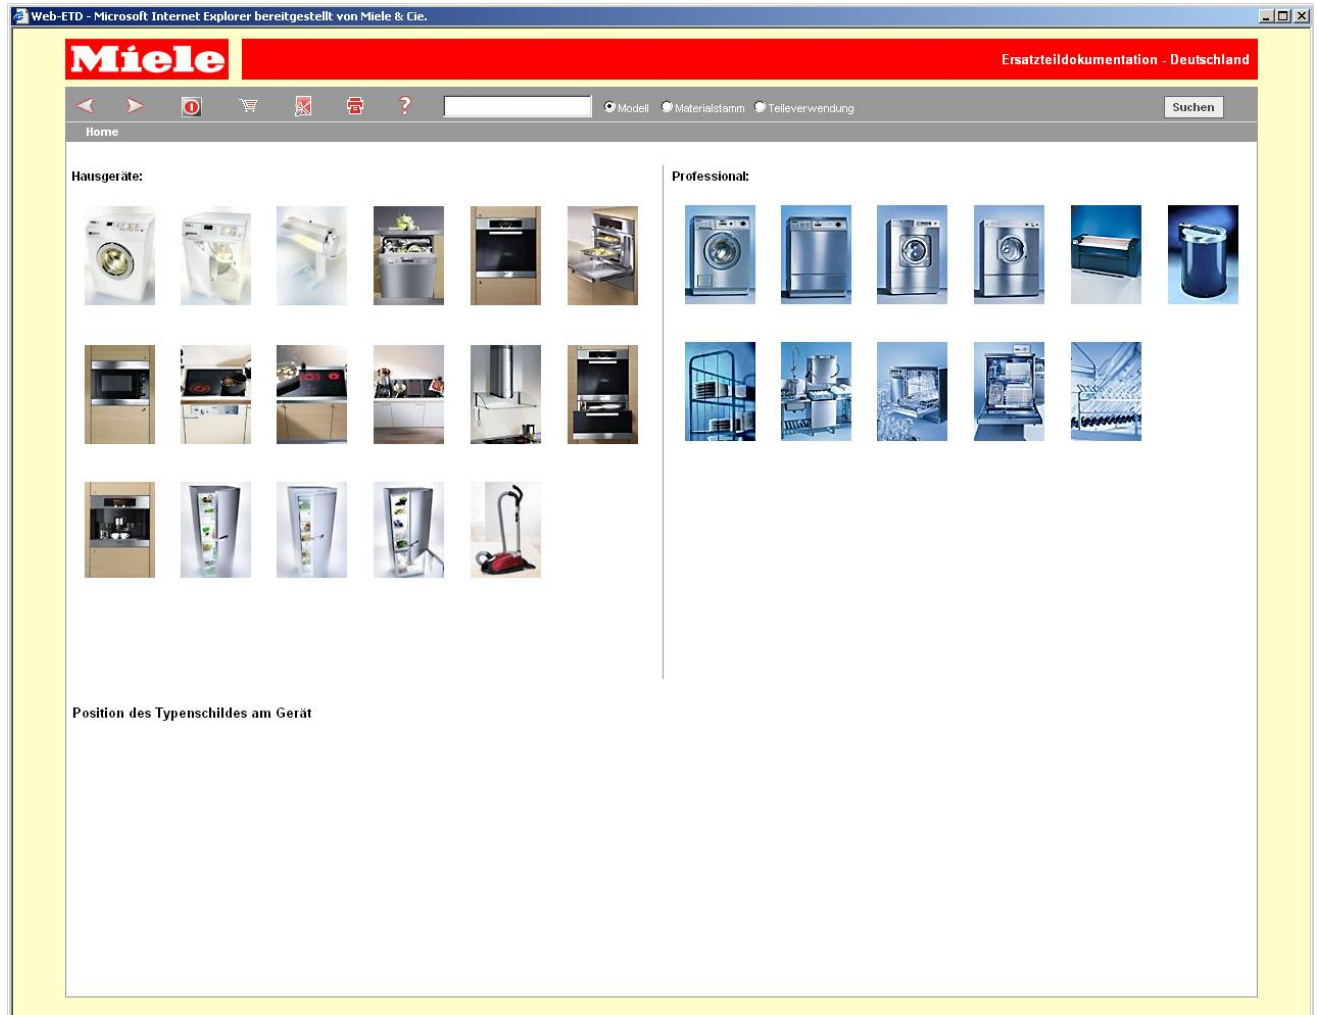 Web-ETD - Microsoft Internet Explorer bereitgestellt von Miele & Cie.
Miele
Ersatzteildokumentation - Deutschland
? Modell Materialstamm Teileverwendung Suchen
Home
Hausgeräte:
Professional:
Position des Typenschildes am Gerät